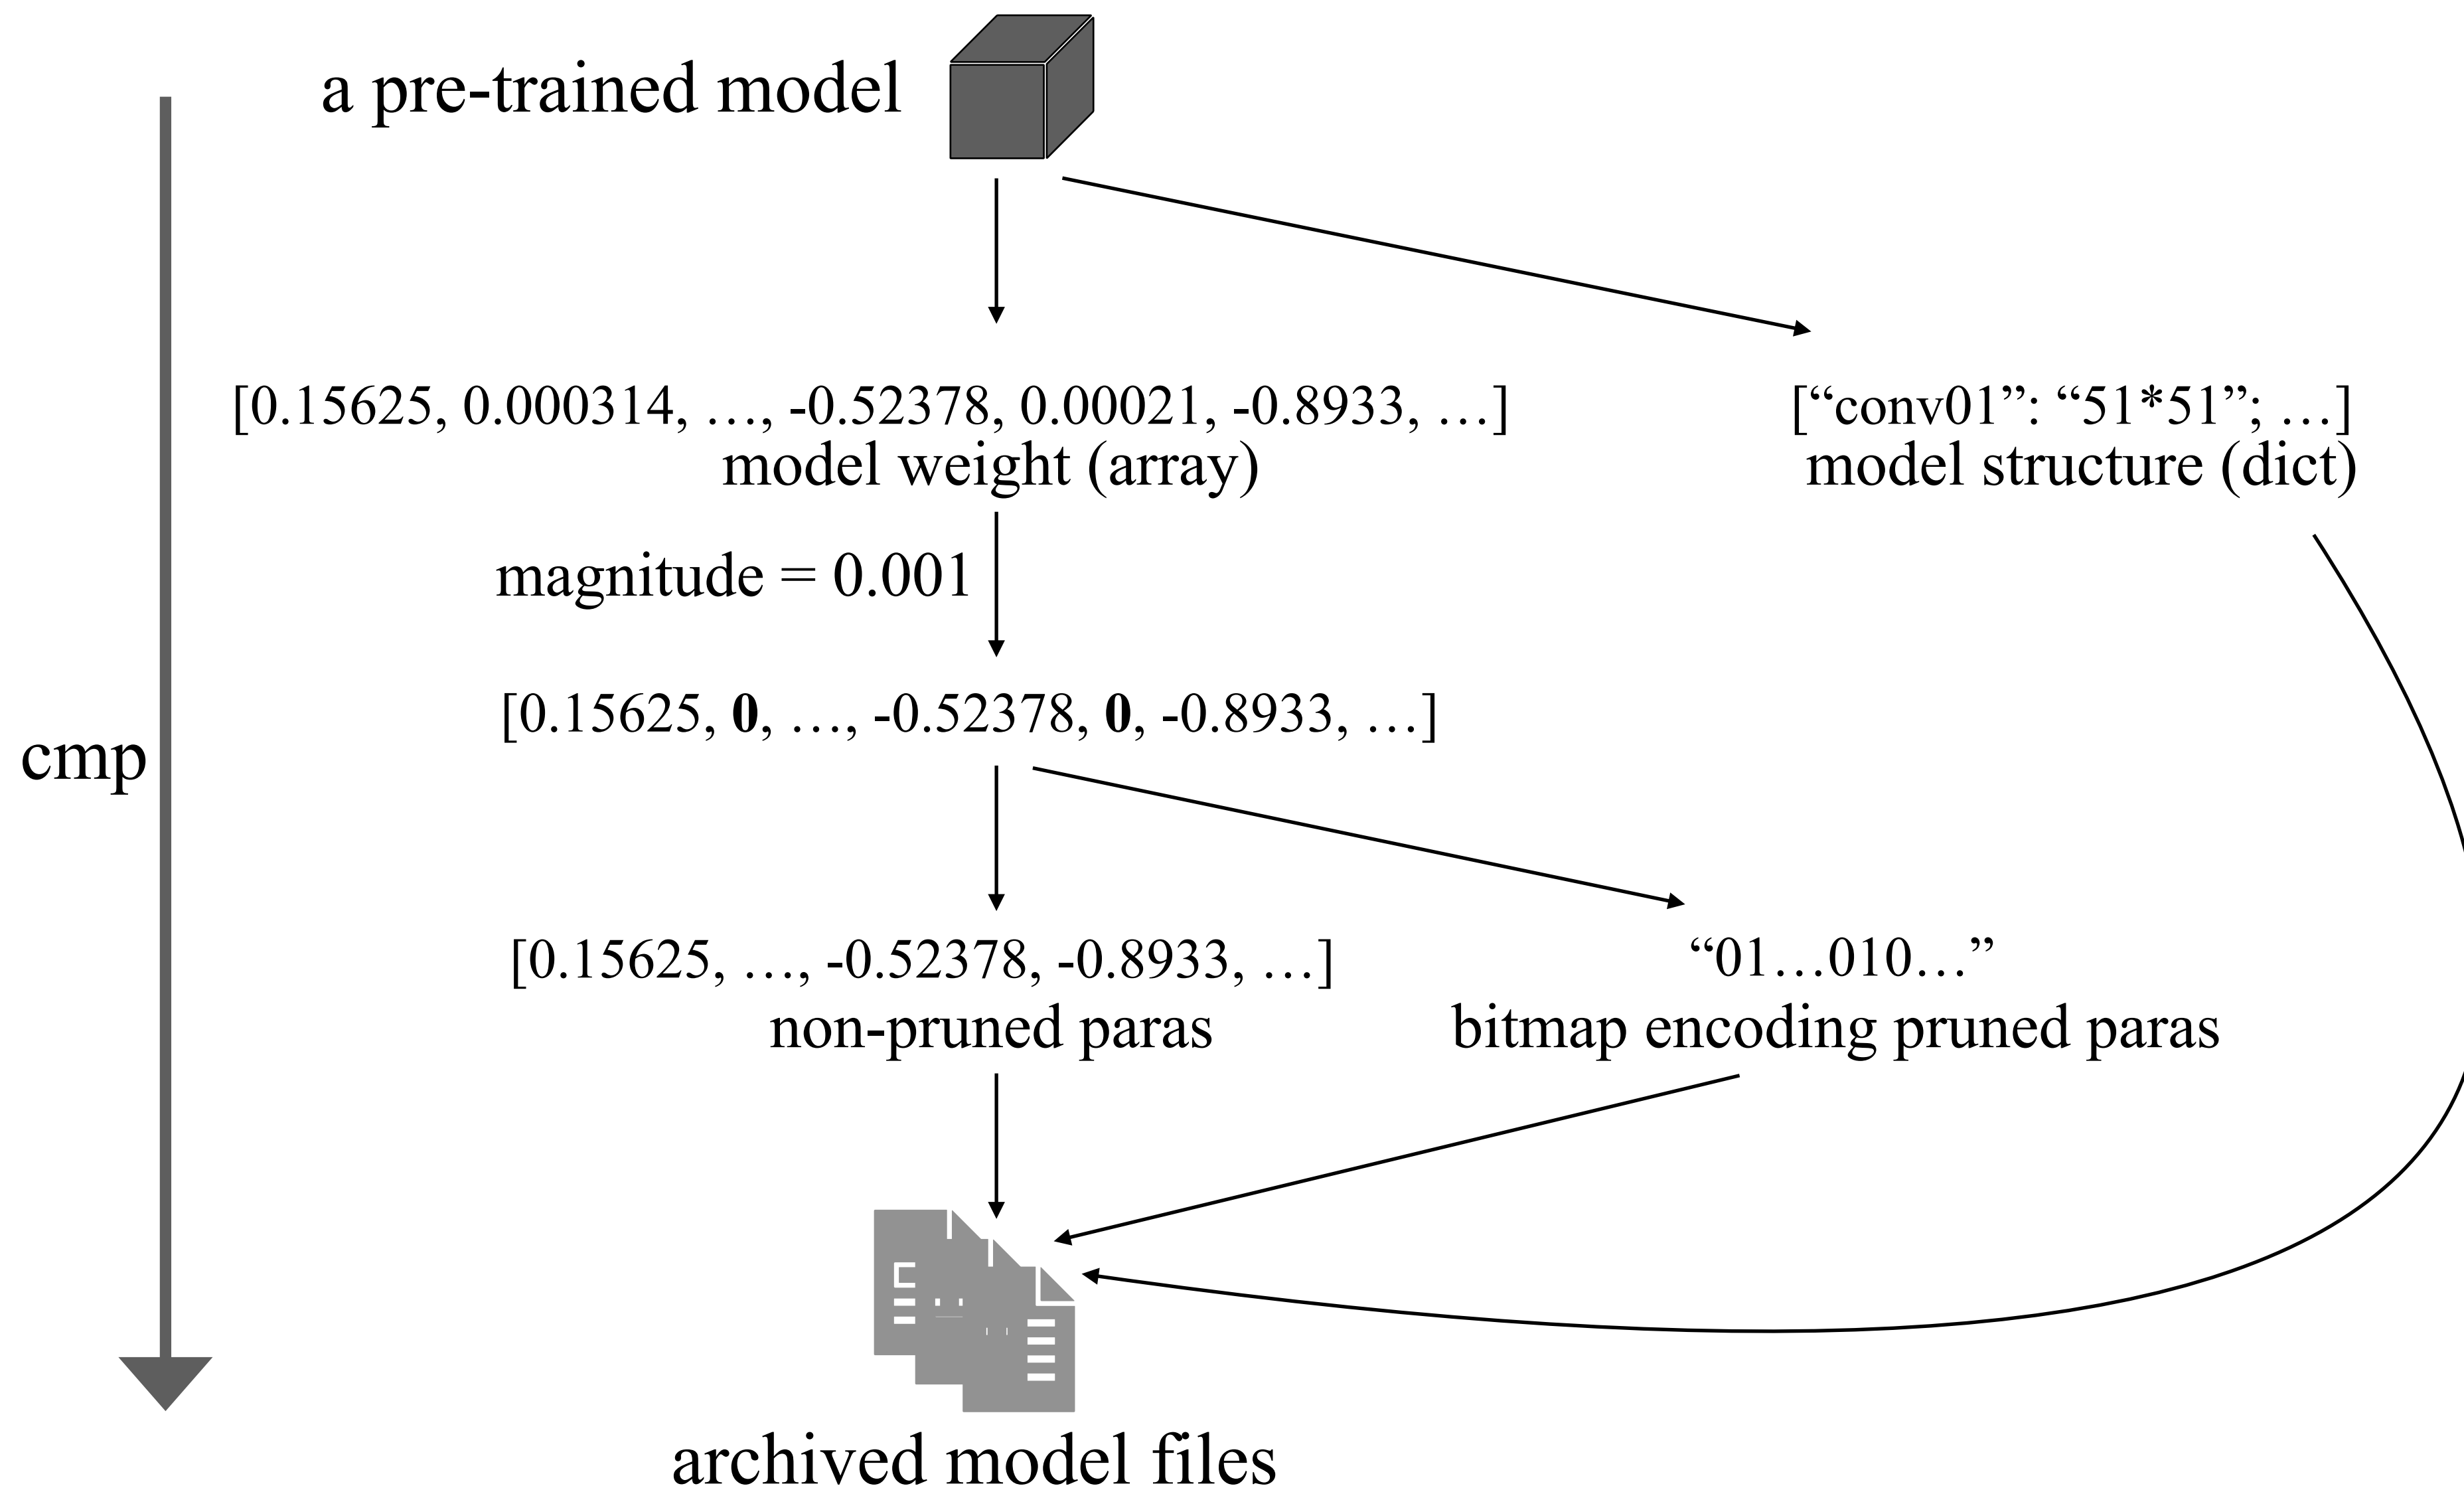 a pre-trained model
[0.15625, 0.000314, …, -0.52378, 0.00021, -0.8933, …]
model weight (array)
[“conv01”: “51*51”; …]
model structure (dict)
magnitude = 0.001
[0.15625, 0, …, -0.52378, 0, -0.8933, …]
cmp
[0.15625, …, -0.52378, -0.8933, …]
non-pruned paras
“01…010…”
bitmap encoding pruned paras
archived model files